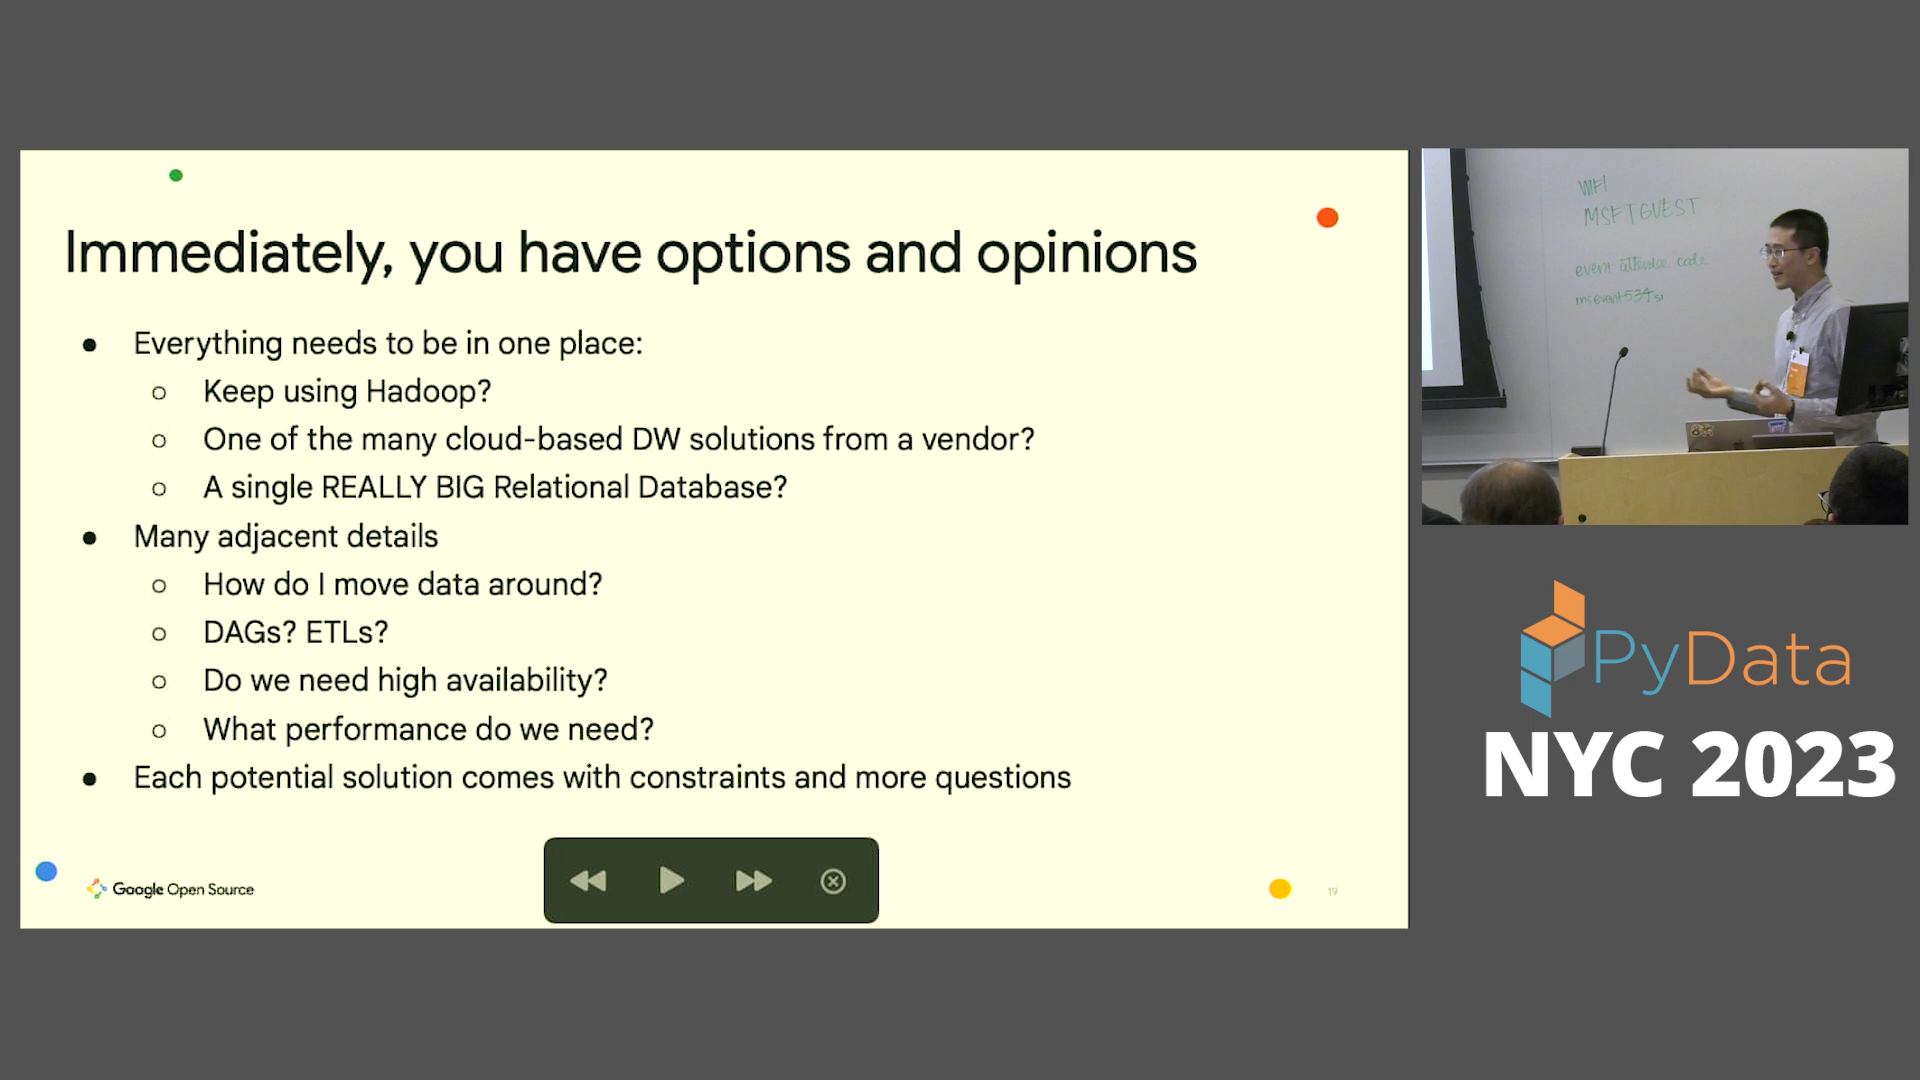 Immediately, you have options and opinions
● Everything needs to be in one place:
○ Keep using Hadoop?
○ One of the many cloud-based DW solutions from a vendor?
○ A single REALLY BIG Relational Database?
● Many adjacent details
○ How do I move data around?
○ DAGs? ETLs?
○ Do we need high availability?
○ What performance do we need?
● Each potential solution comes with constraints and more questions
Google Open Source
19
WIFI
MSFTGUEST
event attendee code
msevent534si
PyData
NYC 2023